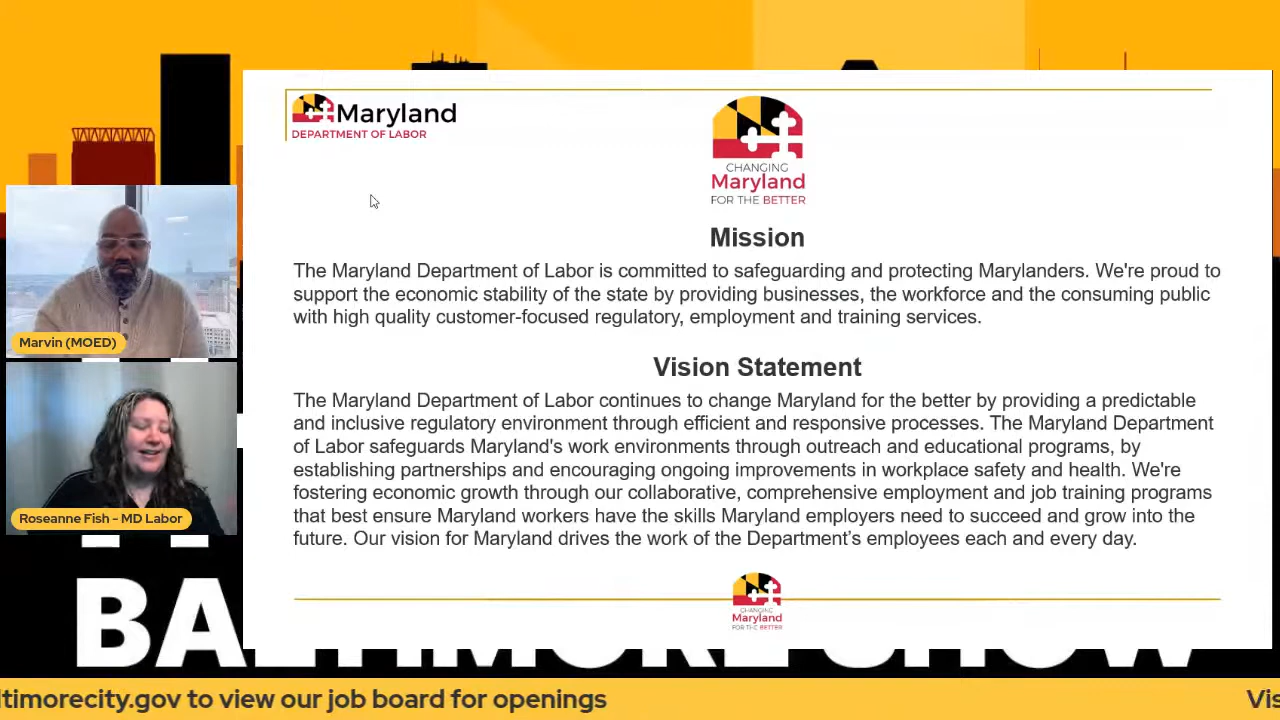 Maryland
DEPARTMENT OF LABOR
CHANGING
Maryland
FOR THE BETTER
Mission
The Maryland Department of Labor is committed to safeguarding and protecting Marylanders. We're proud to
support the economic stability of the state by providing businesses, the workforce and the consuming public
with high quality customer-focused regulatory, employment and training services.
Vision Statement
The Maryland Department of Labor continues to change Maryland for the better by providing a predictable
and inclusive regulatory environment through efficient and responsive processes. The Maryland Department
of Labor safeguards Maryland's work environments through outreach and educational programs, by
establishing partnerships and encouraging ongoing improvements in workplace safety and health. We're
fostering economic growth through our collaborative, comprehensive employment and job training programs
that best ensure Maryland workers have the skills Maryland employers need to succeed and grow into the
future. Our vision for Maryland drives the work of the Department’s employees each and every day.
CHANGING
Maryland
FOR THE BETTER
Marvin (MOED)
Roseanne Fish - MD Labor
BALTIMORE SHOW
ltimorecity.gov to view our job board for openings
Vis